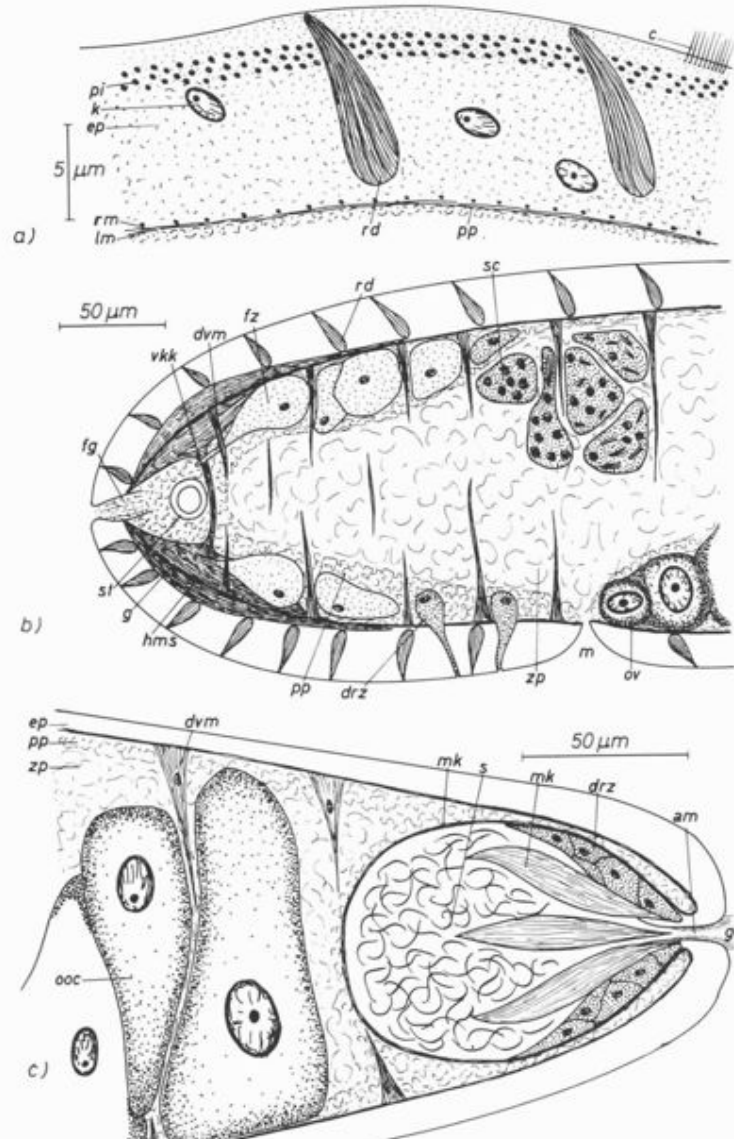 c
pi
k
ep
5 μm
rm
lm
a)
rd
pp
50 μm
vkk
dvm
fz
rd
sc
fg
st
g
hms
b)
pp
drz
zp
m
ov
ep
pp
zp
dvm
50 μm
mk
s
mk
drz
am
g
ooc
c)